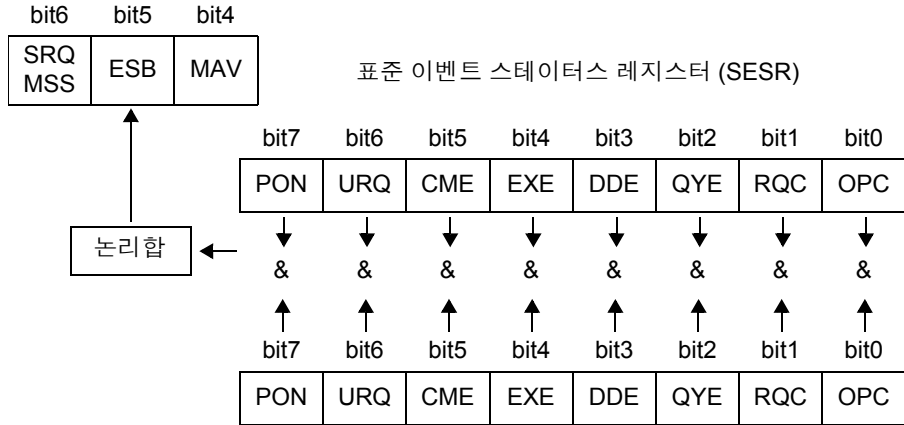 bit6 bit5 bit4
SRQ MSS ESB MAV
표준 이벤트 스테이터스 레지스터 (SESR)
bit7 bit6 bit5 bit4 bit3 bit2 bit1 bit0
PON URQ CME EXE DDE QYE RQC OPC
논리합
& & & & & & & &
bit7 bit6 bit5 bit4 bit3 bit2 bit1 bit0
PON URQ CME EXE DDE QYE RQC OPC